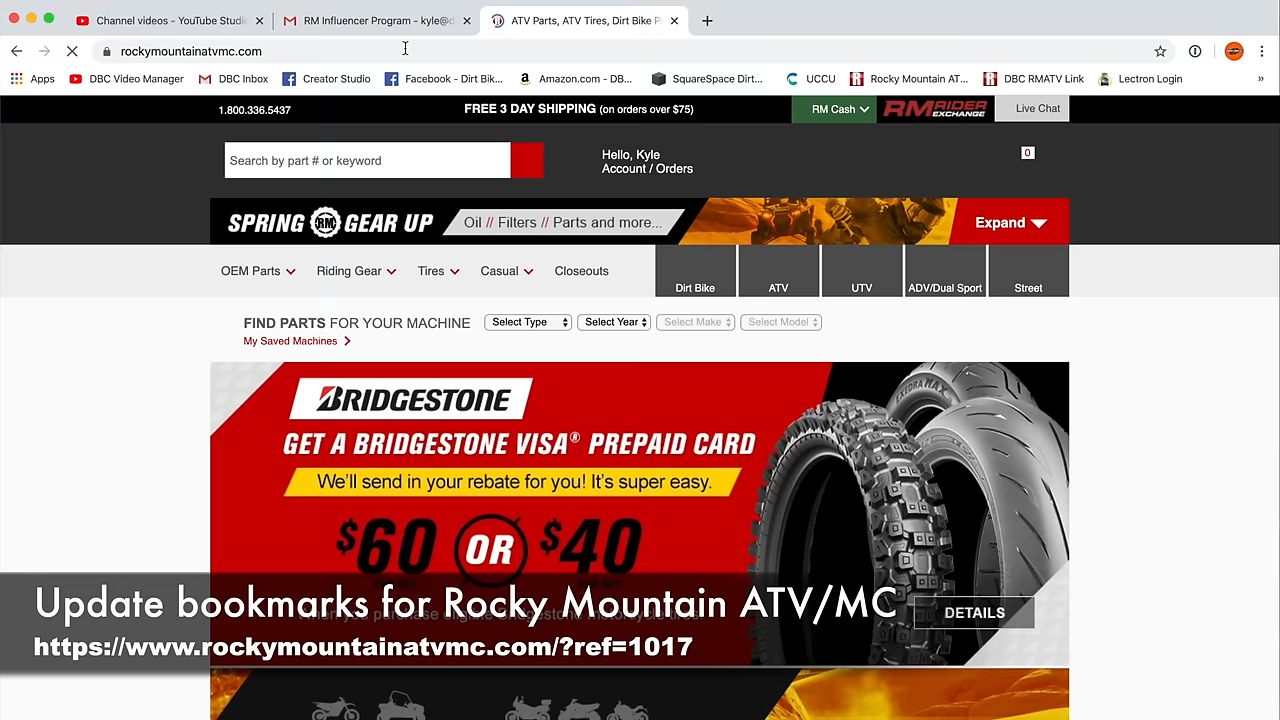 Channel videos - YouTube Studi
RM Influencer Program - kyle@d
ATV Parts, ATV Tires, Dirt Bike P
rockymountainatvmc.com
Apps
DBC Video Manager
DBC Inbox
Creator Studio
Facebook - Dirt Bik...
Amazon.com - DB...
SquareSpace Dirt...
UCCU
Rocky Mountain AT...
DBC RMATV Link
Lectron Login
»
1.800.336.5437
FREE 3 DAY SHIPPING (on orders over $75)
RM Cash
RM RIDER EXCHANGE
Live Chat
Search by part # or keyword
Hello, Kyle
Account / Orders
0
SPRING RM GEAR UP
Oil // Filters // Parts and more...
Expand
OEM Parts
Riding Gear
Tires
Casual
Closeouts
Dirt Bike
ATV
UTV
ADV/Dual Sport
Street
FIND PARTS FOR YOUR MACHINE
Select Type
Select Year
Select Make
Select Model
My Saved Machines
BRIDGESTONE
GET A BRIDGESTONE VISA® PREPAID CARD
We'll send in your rebate for you! It's super easy.
$60 OR $40
EXEDRA MAX
Update bookmarks for Rocky Mountain ATV/MC
DETAILS
https://www.rockymountainatvmc.com/?ref=1017